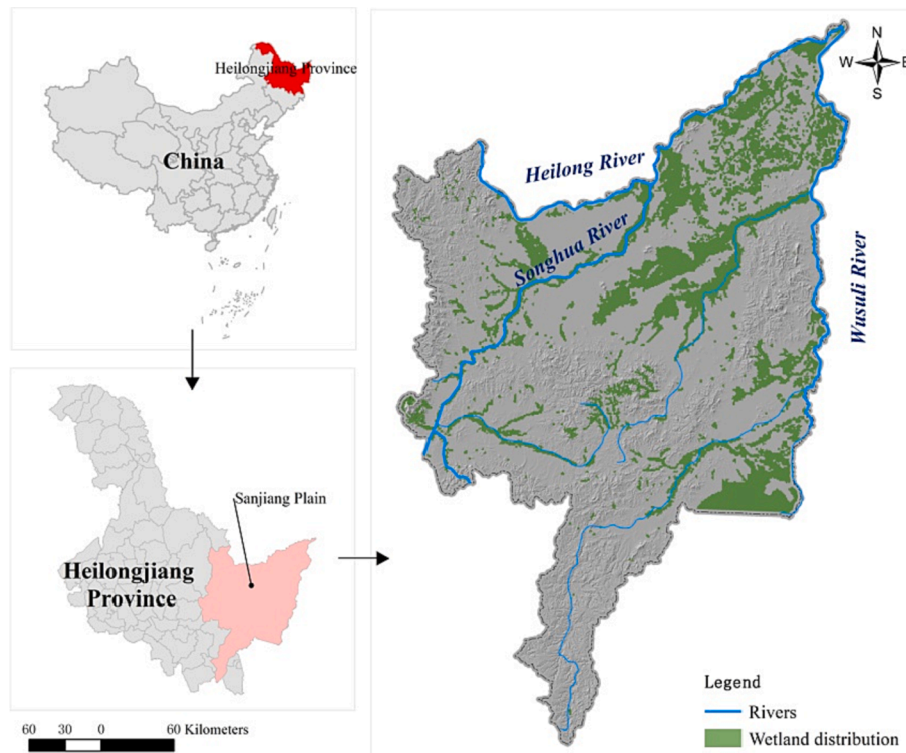 Heilongjiang Province
China
Sanjiang Plain
Heilongjiang
Province
60 30 0 60 Kilometers
N
W E
S
Heilong River
Songhua River
Wusuli River
Legend
Rivers
Wetland distribution